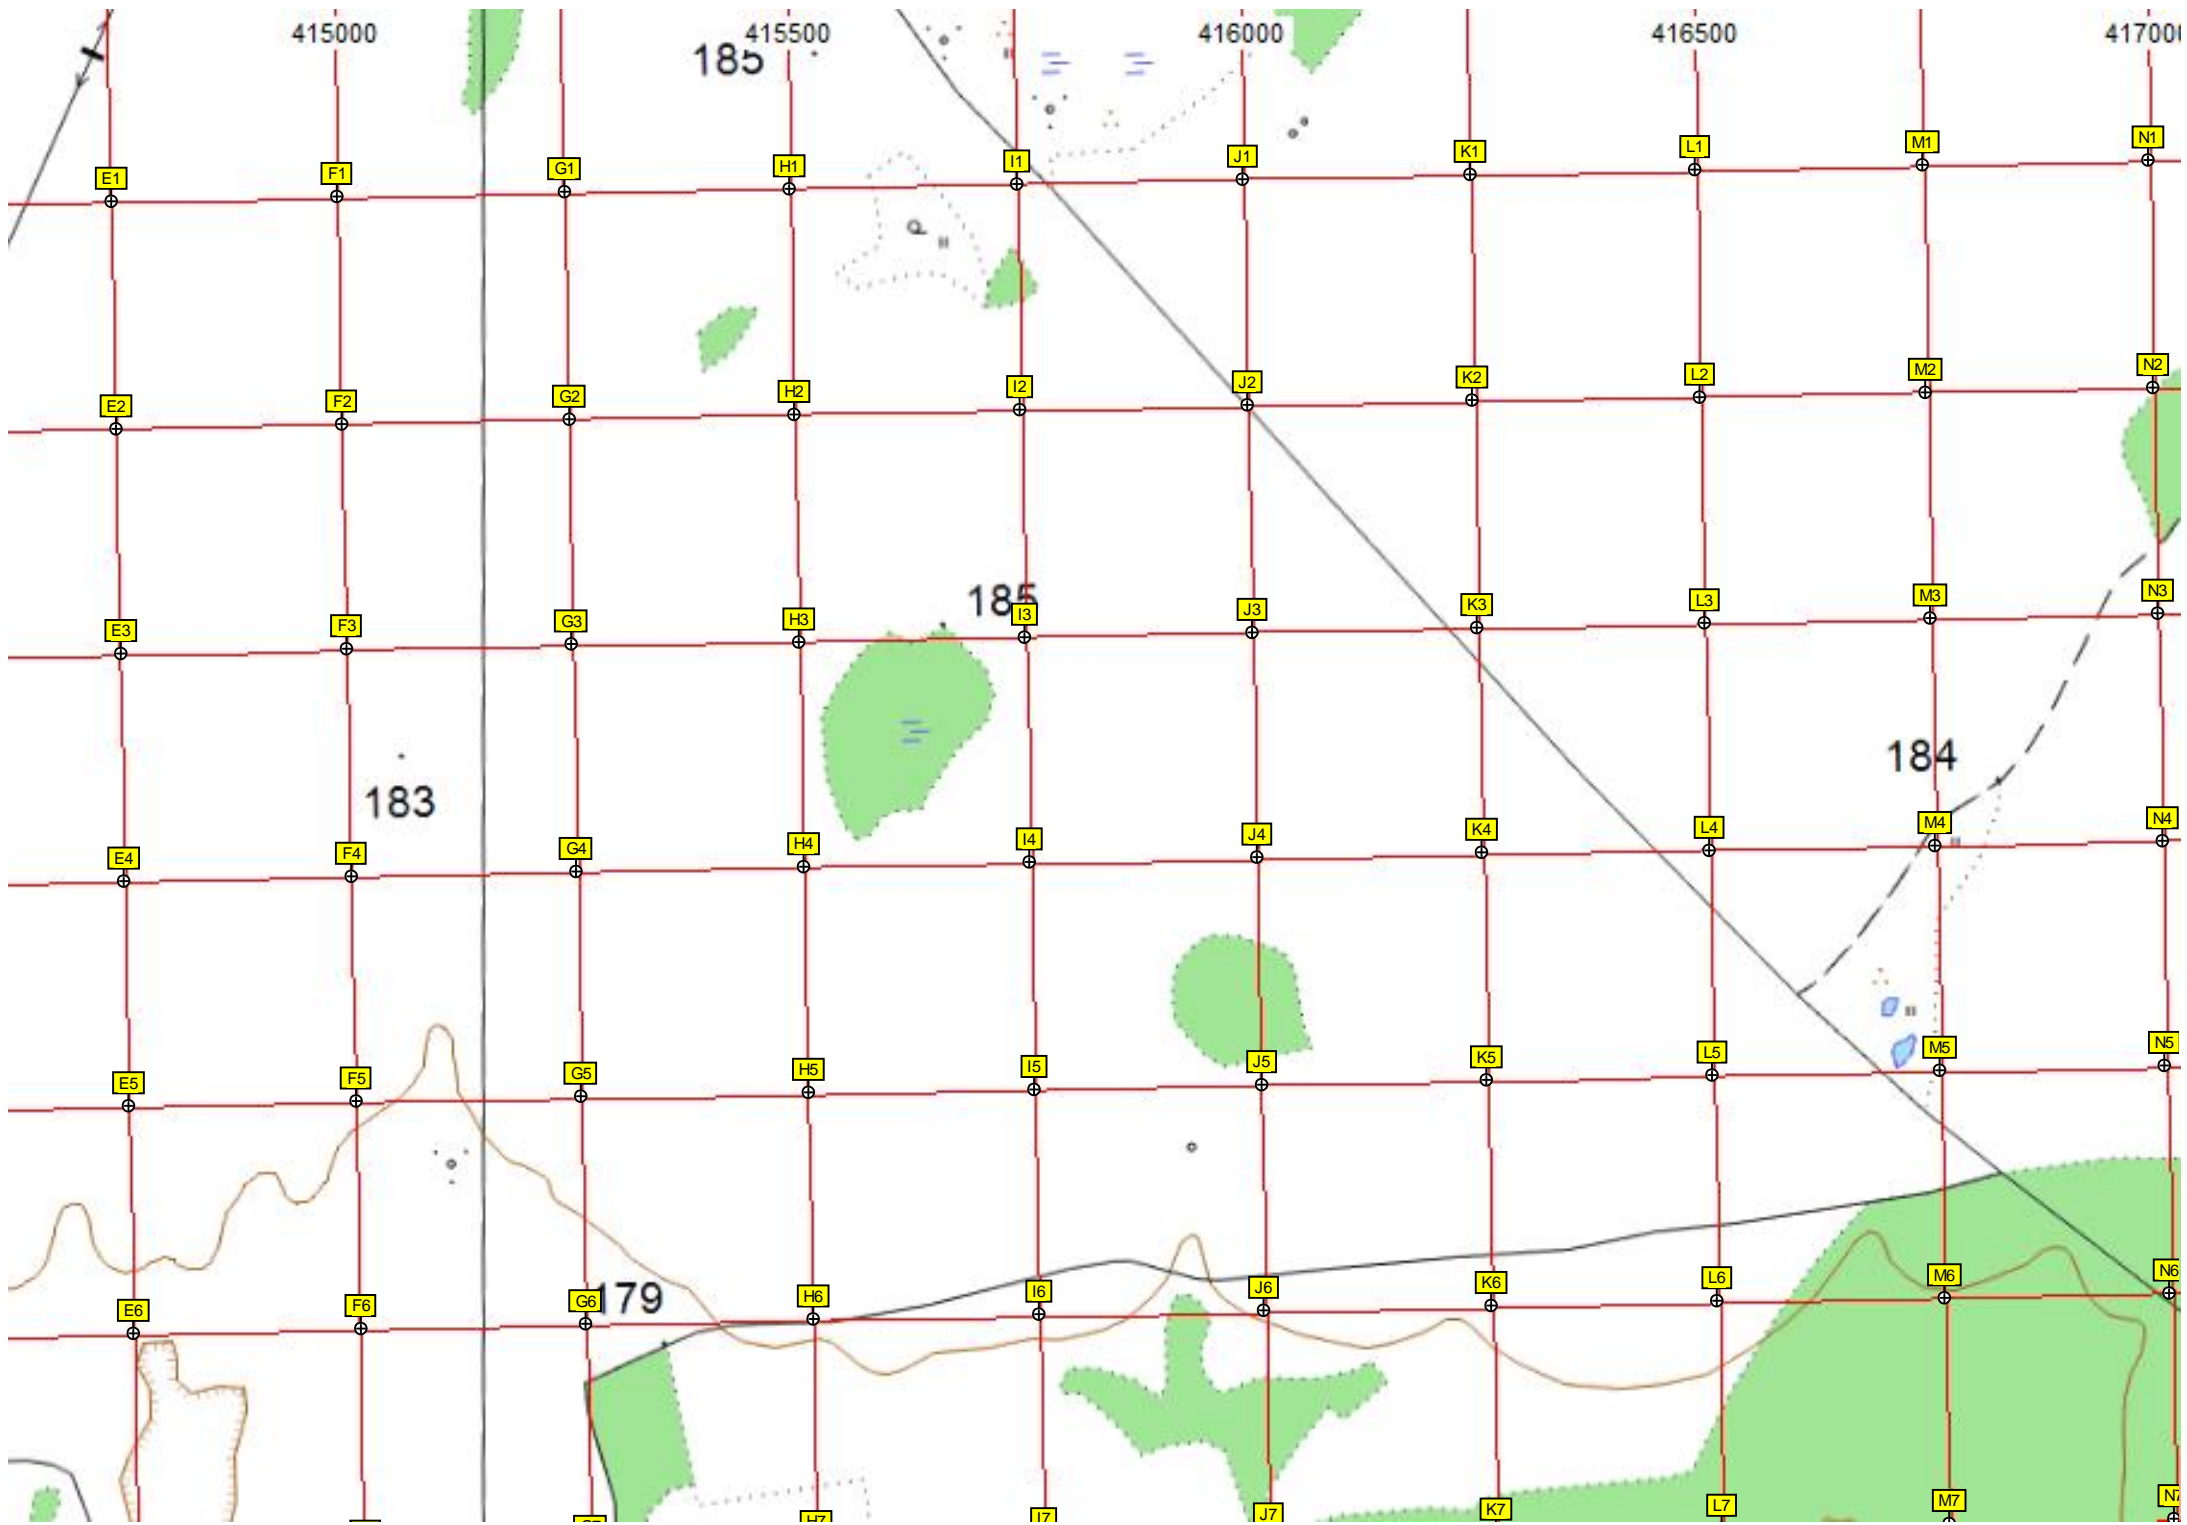 415000 415500 416000 416500 41700
185
E1 F1 G1 H1 I1 J1 K1 L1 M1 N1
E2 F2 G2 H2 I2 J2 K2 L2 M2 N2
185
E3 F3 G3 H3 I3 J3 K3 L3 M3 N3
184
183
E4 F4 G4 H4 I4 J4 K4 L4 M4 N4
E5 F5 G5 H5 I5 J5 K5 L5 M5 N5
179
E6 F6 G6 H6 I6 J6 K6 L6 M6 N6
H7 I7 J7 K7 L7 M7 N7